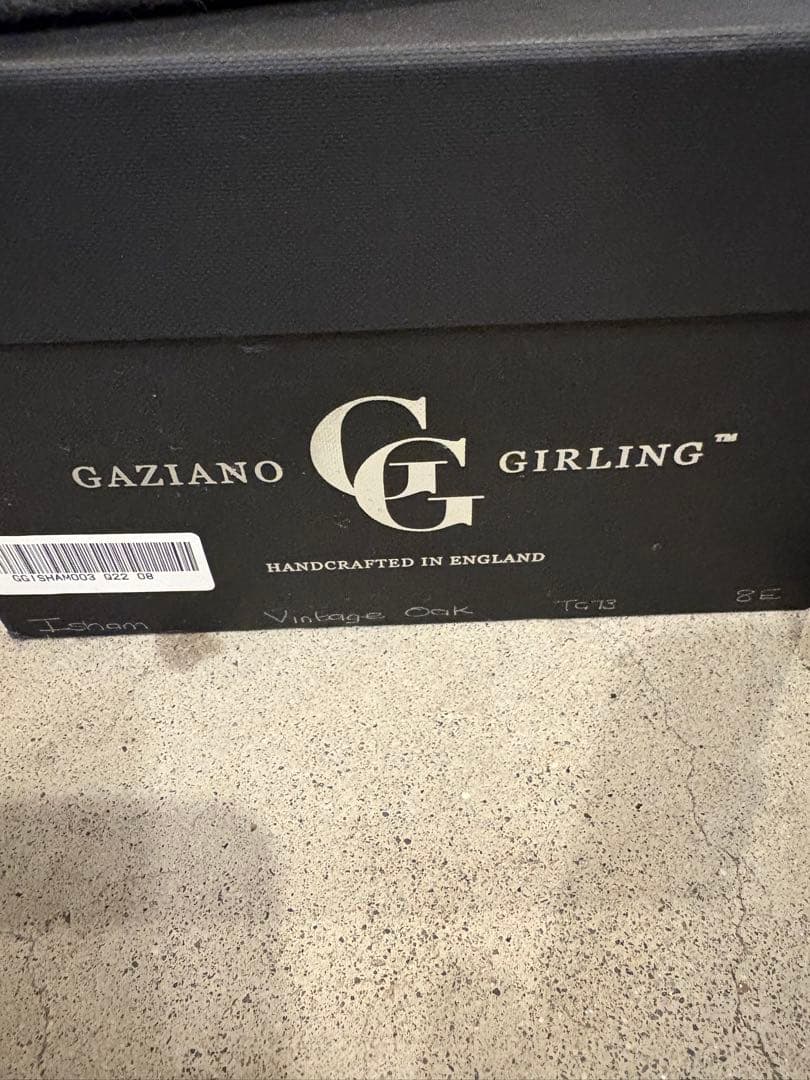 GAZIANO GG GIRLING™
HANDCRAFTED IN ENGLAND
GGISHAM003 Q22 08
Isham Vintage Oak TG73 8E